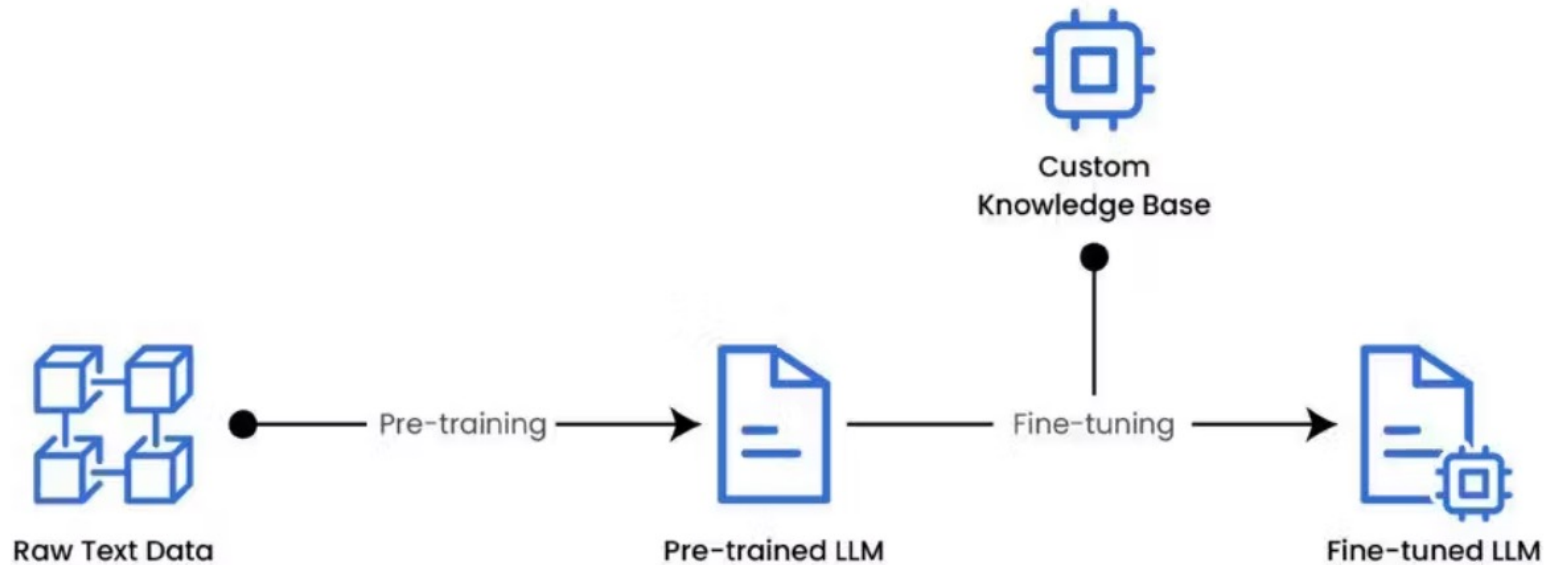 Custom
Knowledge Base
Pre-training
Fine-tuning
Raw Text Data
Pre-trained LLM
Fine-tuned LLM